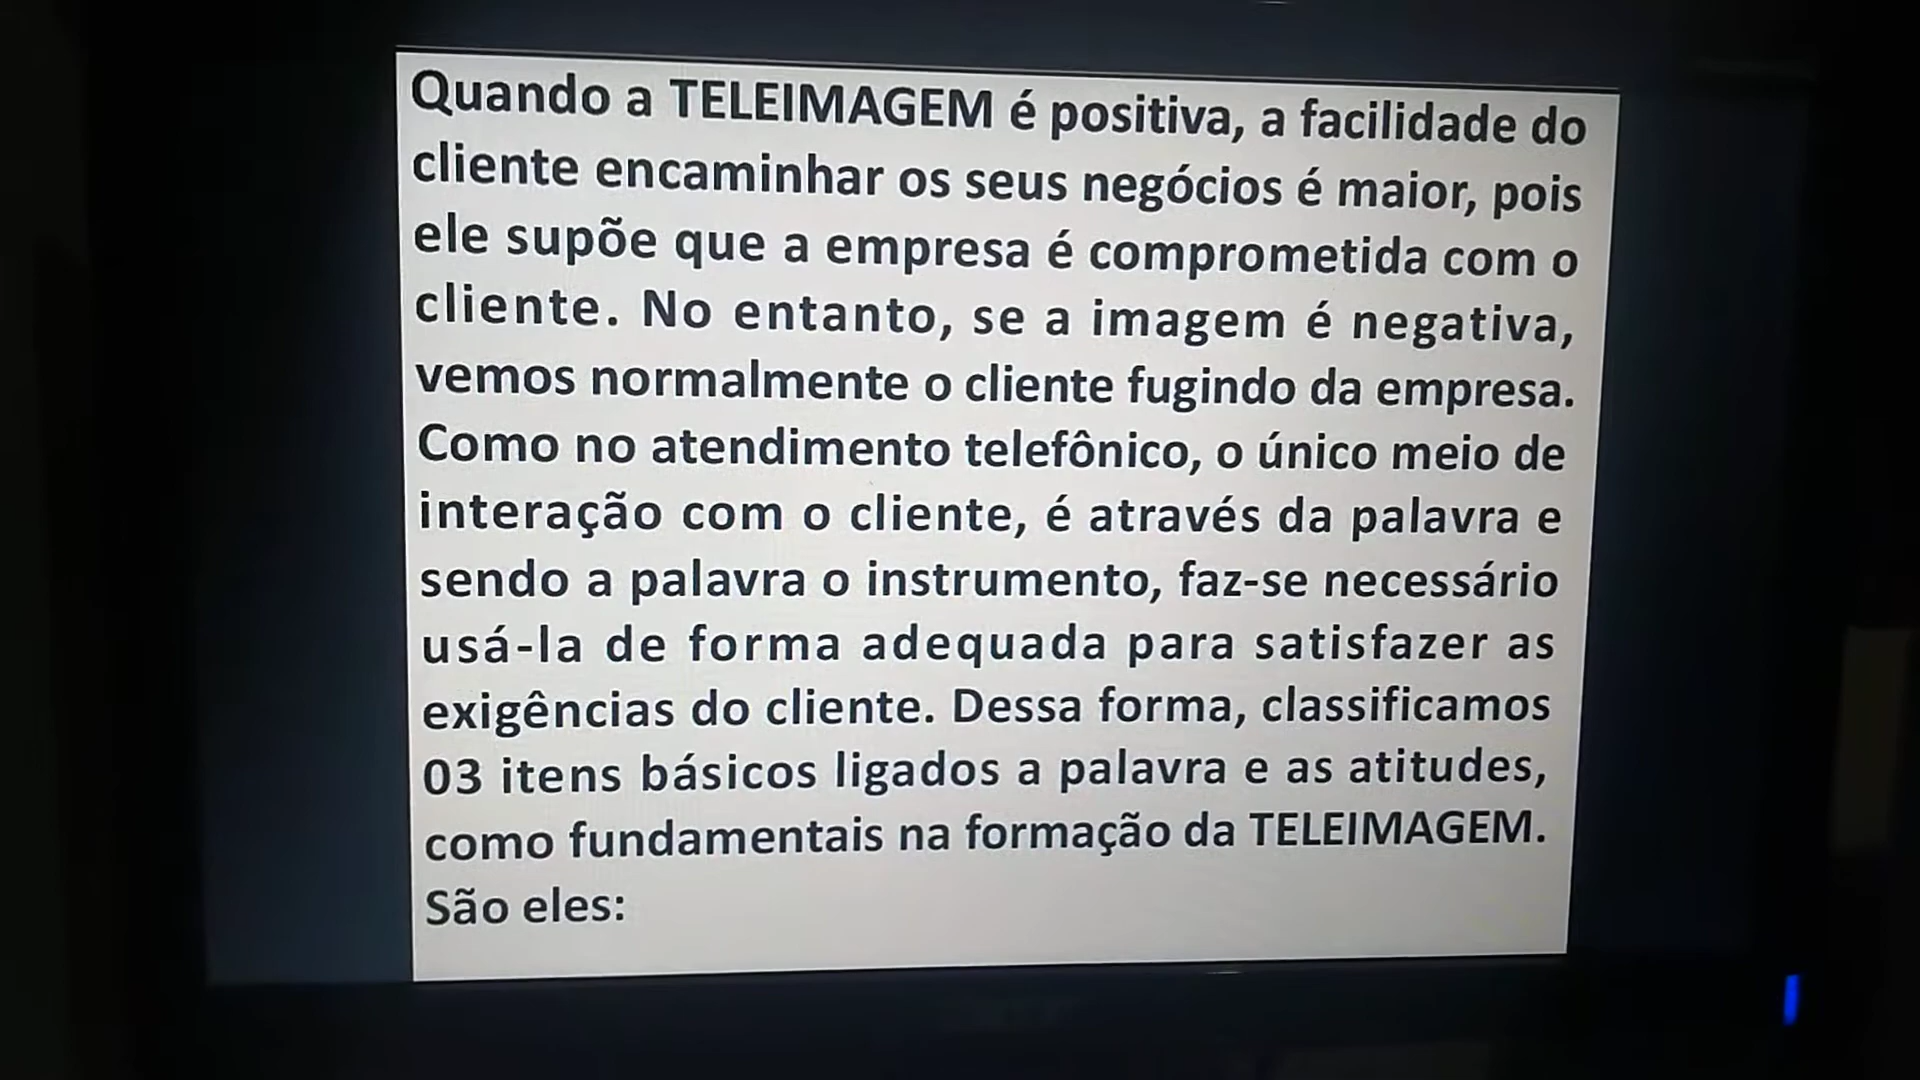 Quando a TELEIMAGEM é positiva, a facilidade do
cliente encaminhar os seus negócios é maior, pois
ele supõe que a empresa é comprometida com o
cliente. No entanto, se a imagem é negativa,
vemos normalmente o cliente fugindo da empresa.
Como no atendimento telefônico, o único meio de
interação com o cliente, é através da palavra e
sendo a palavra o instrumento, faz-se necessário
usá-la de forma adequada para satisfazer as
exigências do cliente. Dessa forma, classificamos
03 itens básicos ligados a palavra e as atitudes,
como fundamentais na formação da TELEIMAGEM.
São eles: